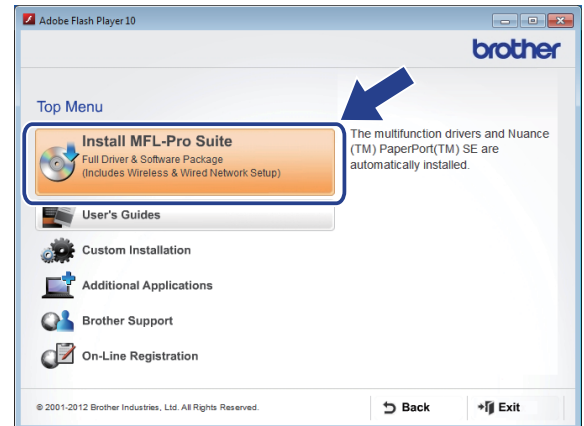 Adobe Flash Player 10
brother
Top Menu
Install MFL-Pro Suite
Full Driver & Software Package
(Includes Wireless & Wired Network Setup)
The multifunction drivers and Nuance
(TM) PaperPort(TM) SE are
automatically installed.
User's Guides
Custom Installation
Additional Applications
Brother Support
On-Line Registration
© 2001-2012 Brother Industries, Ltd. All Rights Reserved.
Back
Exit